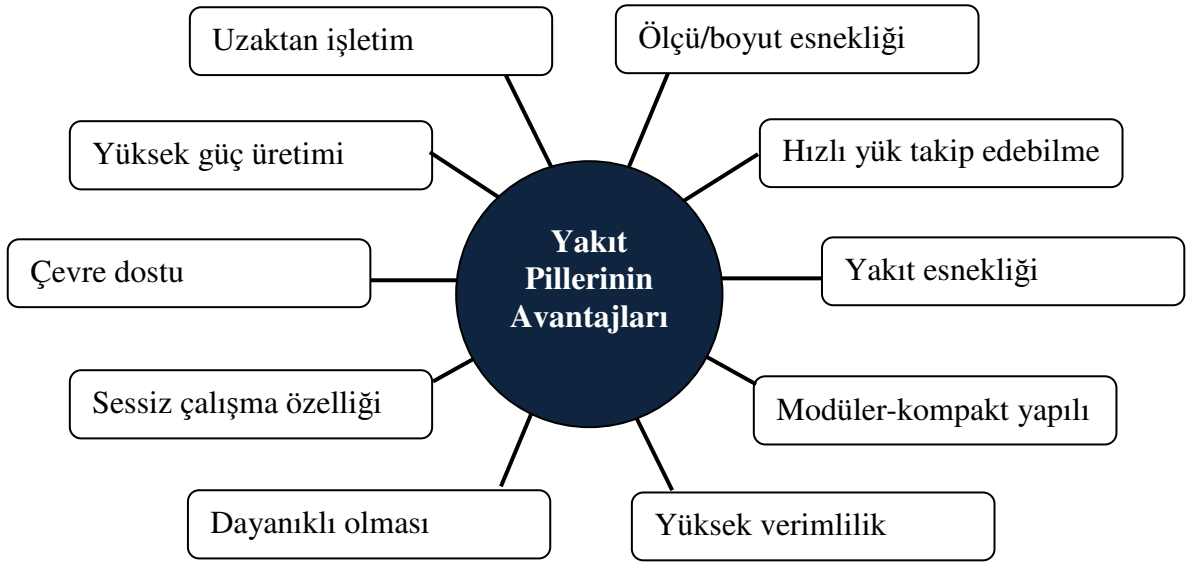 Uzaktan işletim
Ölçü/boyut esnekliği
Yüksek güç üretimi
Hızlı yük takip edebilme
Çevre dostu
Yakıt
Pillerinin
Avantajları
Yakıt esnekliği
Sessiz çalışma özelliği
Modüler-kompakt yapılı
Dayanıklı olması
Yüksek verimlilik